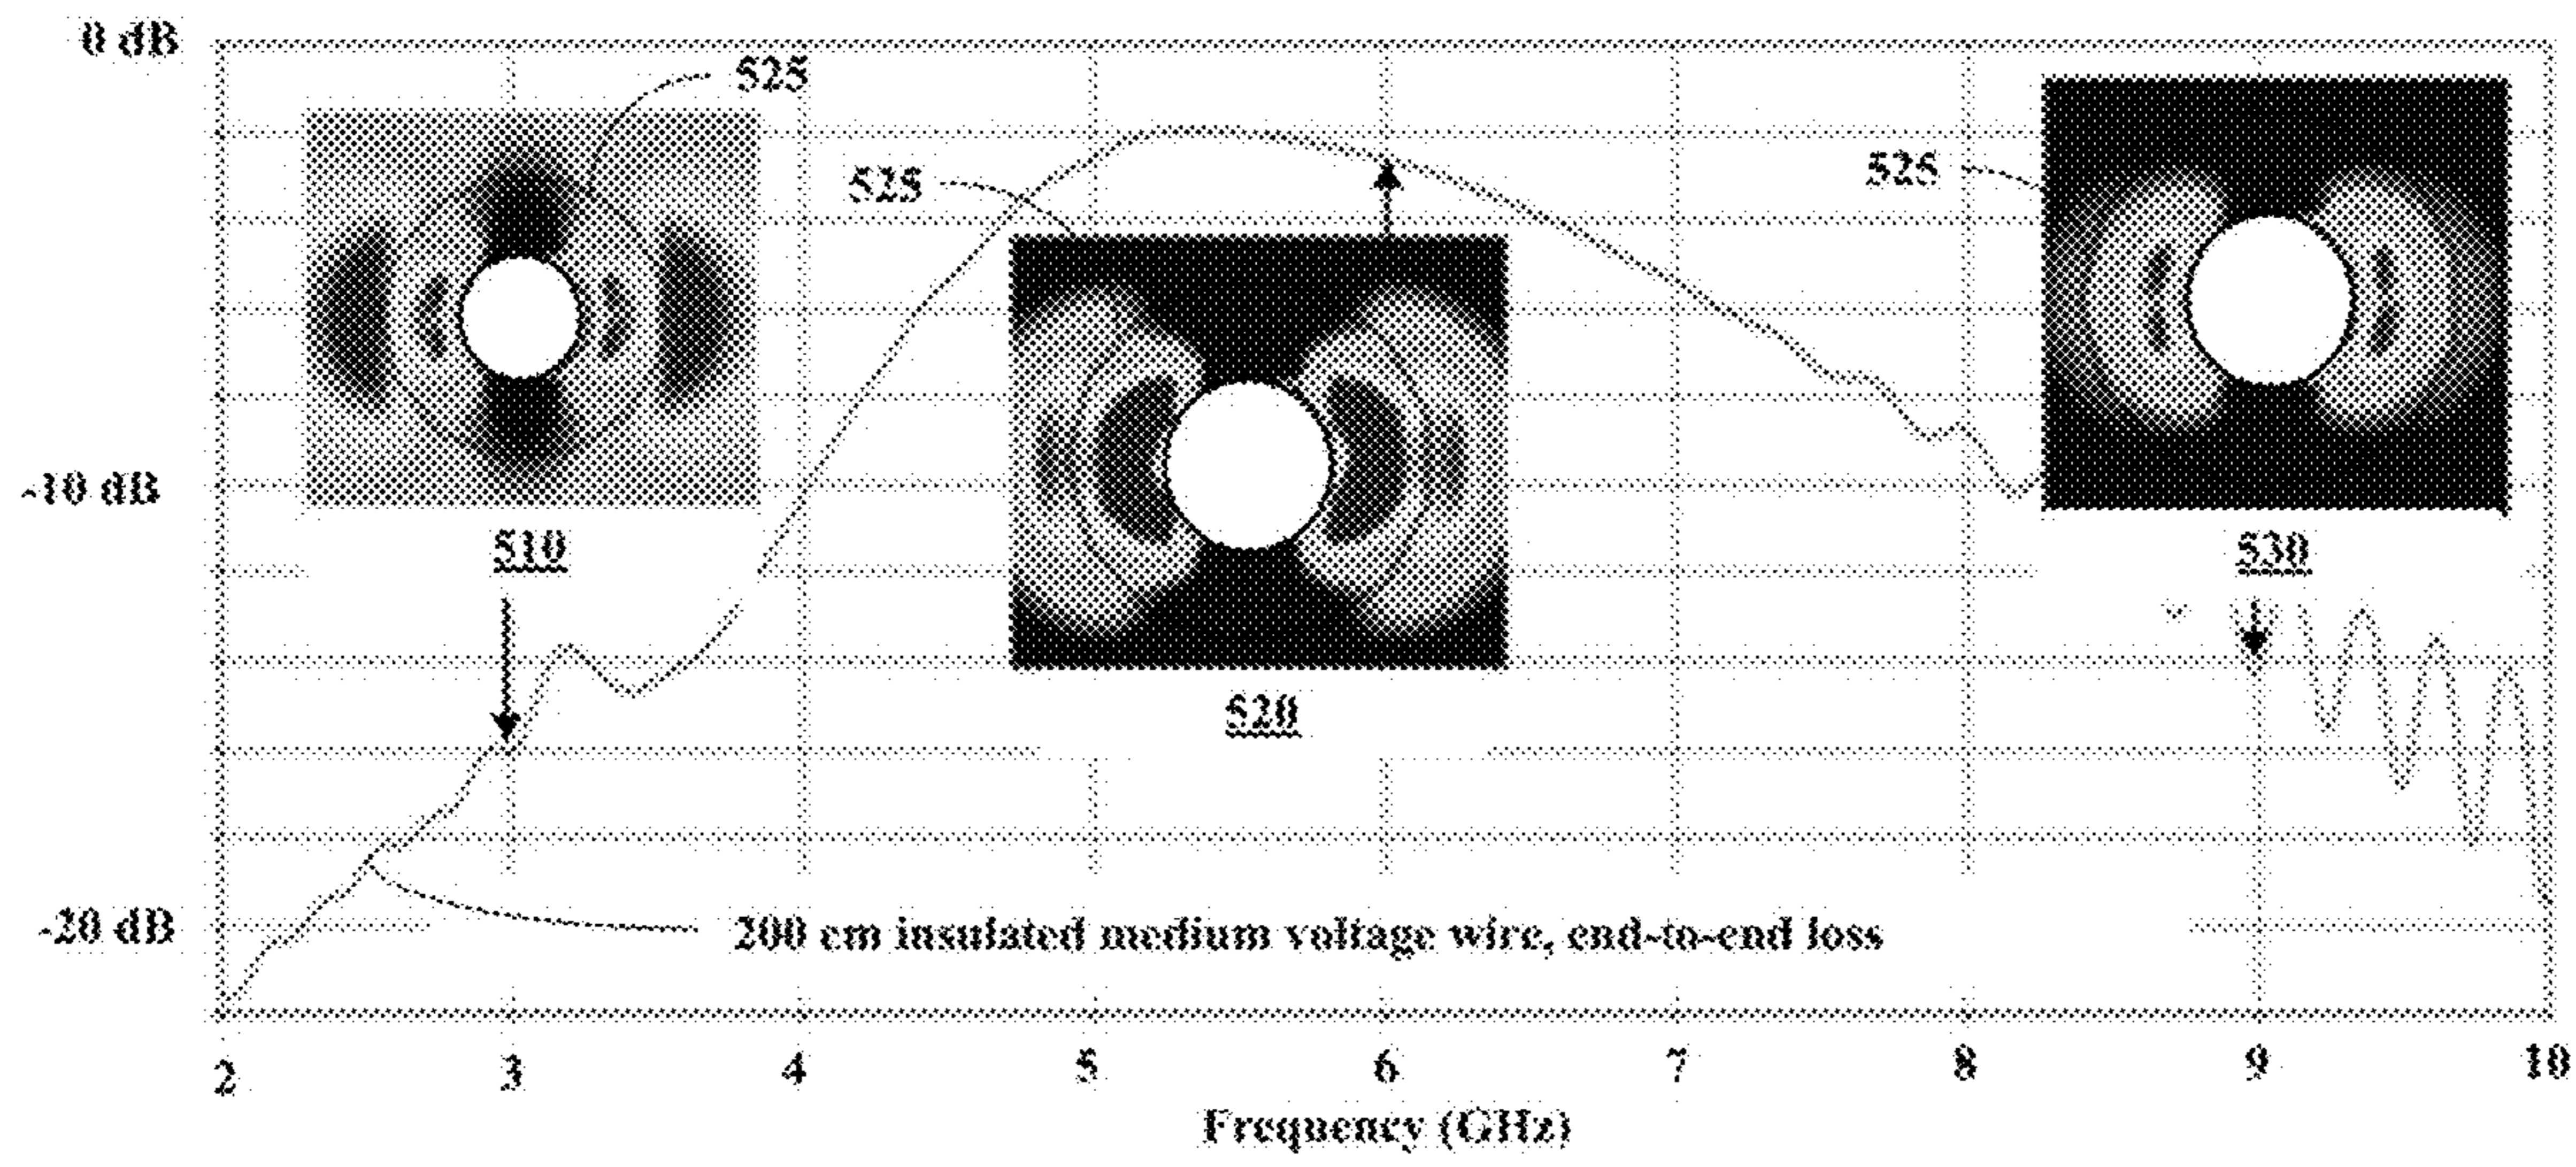 0 dB
525
525
525
-10 dB
510
530
520
-20 dB
200 cm insulated medium voltage wire, end-to-end loss
2 3 4 5 6 7 8 9 10
Frequency (GHz)